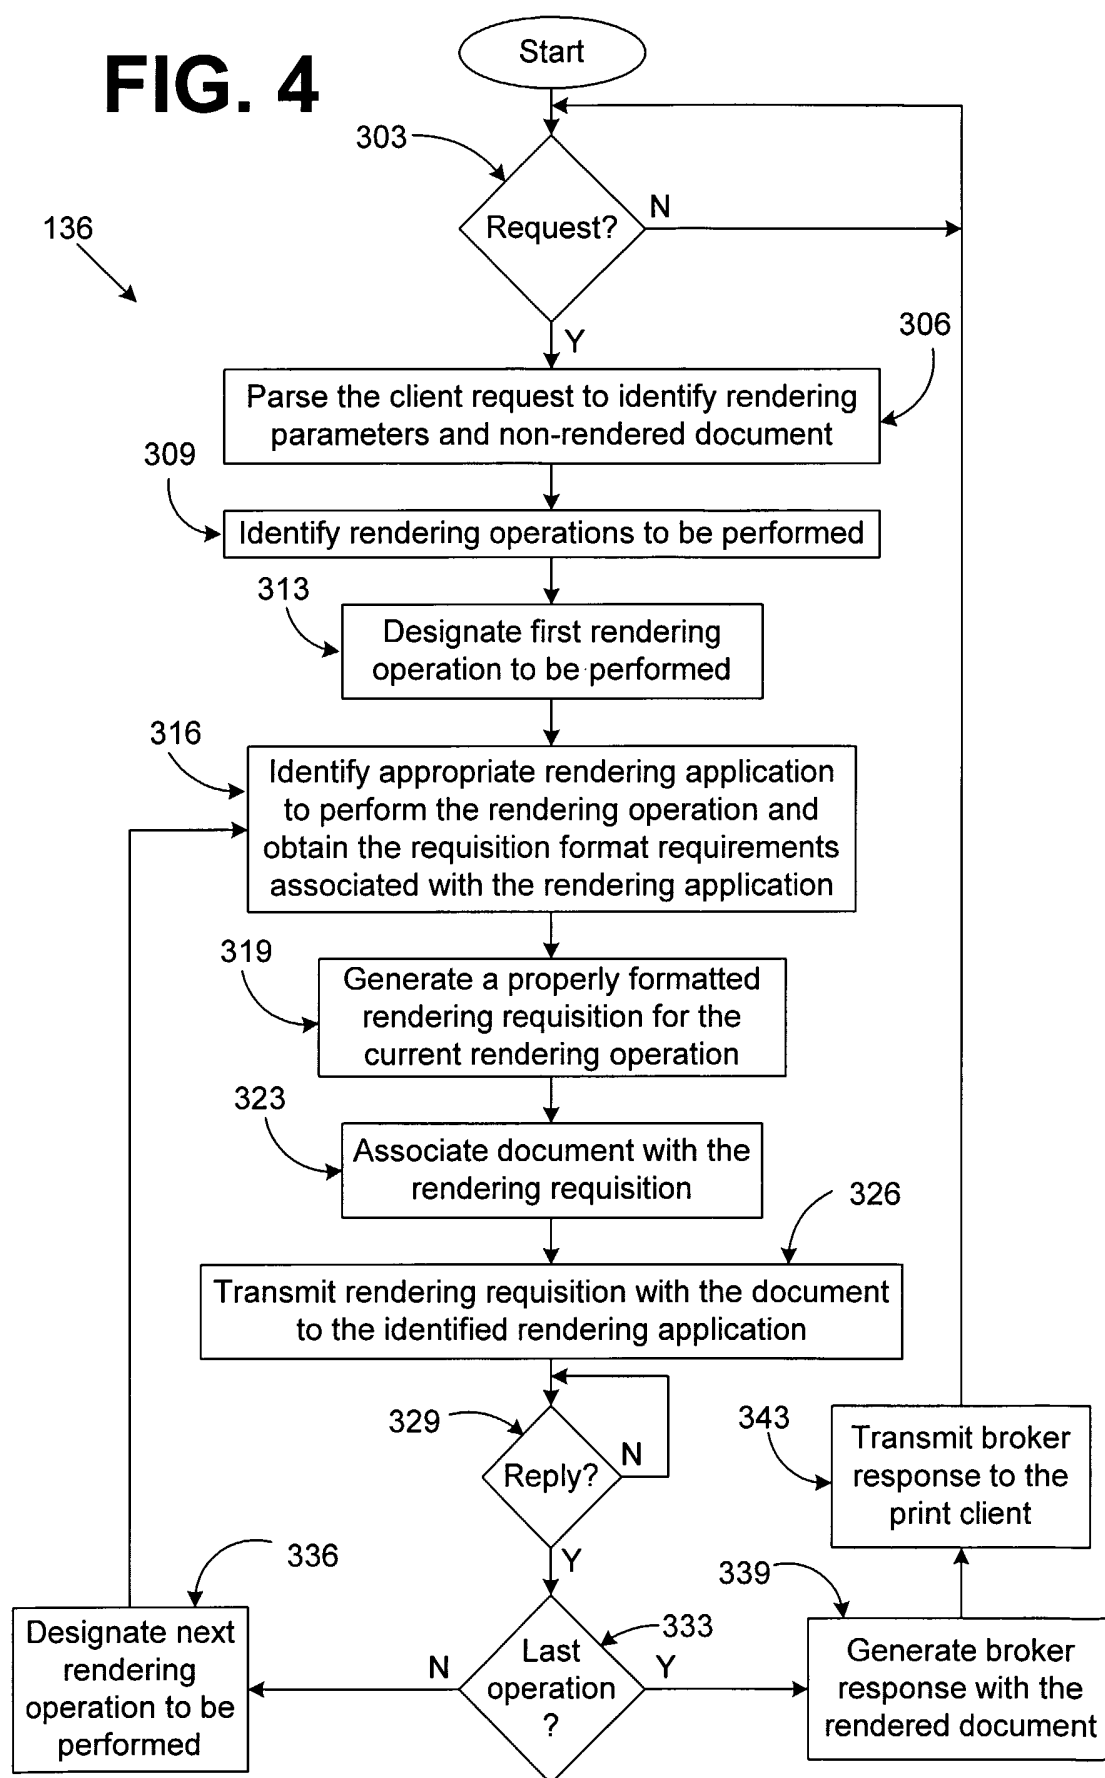 FIG. 4
Start
303
Request?
N
136
Y
306
Parse the client request to identify rendering
parameters and non-rendered document
309
Identify rendering operations to be performed
313
Designate first rendering
operation to be performed
316
Identify appropriate rendering application
to perform the rendering operation and
obtain the requisition format requirements
associated with the rendering application
319
Generate a properly formatted
rendering requisition for the
current rendering operation
323
Associate document with the
rendering requisition
326
Transmit rendering requisition with the document
to the identified rendering application
329
Reply?
N
Y
343
Transmit broker
response to the
print client
336
Designate next
rendering
operation to be
performed
N
333
Last
operation
?
Y
339
Generate broker
response with the
rendered document